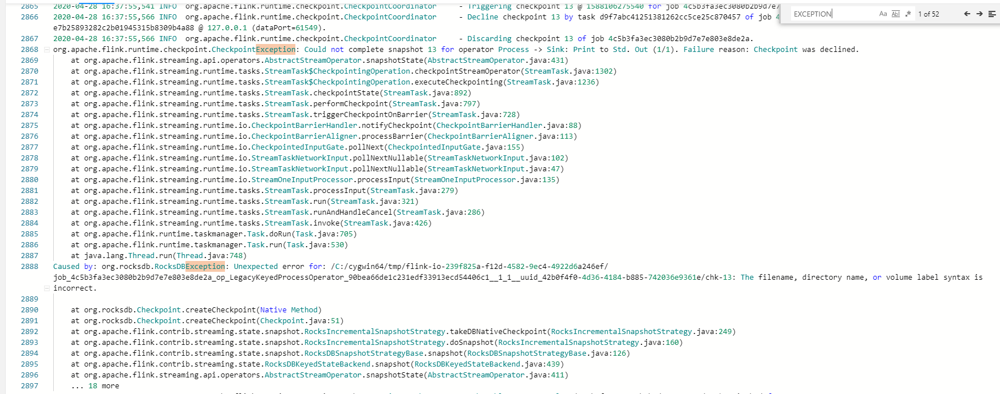 2865 2020-04-28 16:37:55,541 INFO org.apache.flink.runtime.checkpoint.CheckpointCoordinator - Triggering checkpoint 13 @ 1588106275540 for job 4c5b3fa3ec3080b2b9d7e7
EXCEPTION Aa Abl .* 1 of 52
2866 2020-04-28 16:37:55,566 INFO org.apache.flink.runtime.checkpoint.CheckpointCoordinator - Decline checkpoint 13 by task d9f7abc41251381262cc5ce25c870457 of job 4
e7b25893282c2b01945315b8309b4a88 @ 127.0.0.1 (dataPort=61549).
2867 2020-04-28 16:37:55,566 INFO org.apache.flink.runtime.checkpoint.CheckpointCoordinator - Discarding checkpoint 13 of job 4c5b3fa3ec3080b2b9d7e7e803e8de2a.
2868 org.apache.flink.runtime.checkpoint.CheckpointException: Could not complete snapshot 13 for operator Process -> Sink: Print to Std. Out (1/1). Failure reason: Checkpoint was declined.
2869 at org.apache.flink.streaming.api.operators.AbstractStreamOperator.snapshotState(AbstractStreamOperator.java:431)
2870 at org.apache.flink.streaming.runtime.tasks.StreamTask$CheckpointingOperation.checkpointStreamOperator(StreamTask.java:1302)
2871 at org.apache.flink.streaming.runtime.tasks.StreamTask$CheckpointingOperation.executeCheckpointing(StreamTask.java:1236)
2872 at org.apache.flink.streaming.runtime.tasks.StreamTask.checkpointState(StreamTask.java:892)
2873 at org.apache.flink.streaming.runtime.tasks.StreamTask.performCheckpoint(StreamTask.java:797)
2874 at org.apache.flink.streaming.runtime.tasks.StreamTask.triggerCheckpointOnBarrier(StreamTask.java:728)
2875 at org.apache.flink.streaming.runtime.io.CheckpointBarrierHandler.notifyCheckpoint(CheckpointBarrierHandler.java:88)
2876 at org.apache.flink.streaming.runtime.io.CheckpointBarrierAligner.processBarrier(CheckpointBarrierAligner.java:113)
2877 at org.apache.flink.streaming.runtime.io.CheckpointedInputGate.pollNext(CheckpointedInputGate.java:155)
2878 at org.apache.flink.streaming.runtime.io.StreamTaskNetworkInput.pollNextNullable(StreamTaskNetworkInput.java:102)
2879 at org.apache.flink.streaming.runtime.io.StreamTaskNetworkInput.pollNextNullable(StreamTaskNetworkInput.java:47)
2880 at org.apache.flink.streaming.runtime.io.StreamOneInputProcessor.processInput(StreamOneInputProcessor.java:135)
2881 at org.apache.flink.streaming.runtime.tasks.StreamTask.processInput(StreamTask.java:279)
2882 at org.apache.flink.streaming.runtime.tasks.StreamTask.run(StreamTask.java:321)
2883 at org.apache.flink.streaming.runtime.tasks.StreamTask.runAndHandleCancel(StreamTask.java:286)
2884 at org.apache.flink.streaming.runtime.tasks.StreamTask.invoke(StreamTask.java:426)
2885 at org.apache.flink.runtime.taskmanager.Task.doRun(Task.java:705)
2886 at org.apache.flink.runtime.taskmanager.Task.run(Task.java:530)
2887 at java.lang.Thread.run(Thread.java:748)
2888 Caused by: org.rocksdb.RocksDBException: Unexpected error for: /C:/cygwin64/tmp/flink-io-239f825a-f12d-4582-9ec4-4922d6a246ef/
job_4c5b3fa3ec3080b2b9d7e7e803e8de2a_op_LegacyKeyedProcessOperator_90bea66de1c231edf33913ecd54406c1__1_1__uuid_42b0f4f0-4d36-4184-b885-742036e9361e/chk-13: The filename, directory name, or volume label syntax is
incorrect.
2889
2890 at org.rocksdb.Checkpoint.createCheckpoint(Native Method)
2891 at org.rocksdb.Checkpoint.createCheckpoint(Checkpoint.java:51)
2892 at org.apache.flink.contrib.streaming.state.snapshot.RocksIncrementalSnapshotStrategy.takeDBNativeCheckpoint(RocksIncrementalSnapshotStrategy.java:249)
2893 at org.apache.flink.contrib.streaming.state.snapshot.RocksIncrementalSnapshotStrategy.doSnapshot(RocksIncrementalSnapshotStrategy.java:160)
2894 at org.apache.flink.contrib.streaming.state.snapshot.RocksDBSnapshotStrategyBase.snapshot(RocksDBSnapshotStrategyBase.java:126)
2895 at org.apache.flink.contrib.streaming.state.RocksDBKeyedStateBackend.snapshot(RocksDBKeyedStateBackend.java:439)
2896 at org.apache.flink.streaming.api.operators.AbstractStreamOperator.snapshotState(AbstractStreamOperator.java:411)
2897 ... 18 more